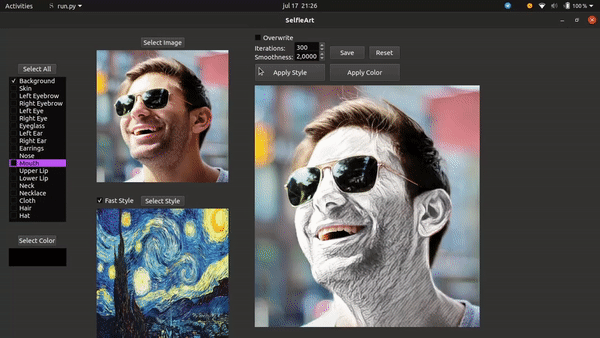 Activities
run.py
jul 17 21:26
100 %
SelfieArt
Overwrite
Select Image
Iterations: 300
Smoothness: 2,0000
Save
Reset
Select All
Apply Style
Apply Color
Background
Skin
Left Eyebrow
Right Eyebrow
Left Eye
Right Eye
Eyeglass
Left Ear
Right Ear
Earrings
Nose
Mouth
Upper Lip
Lower Lip
Neck
Necklace
Cloth
Hair
Hat
Fast Style
Select Style
Select Color